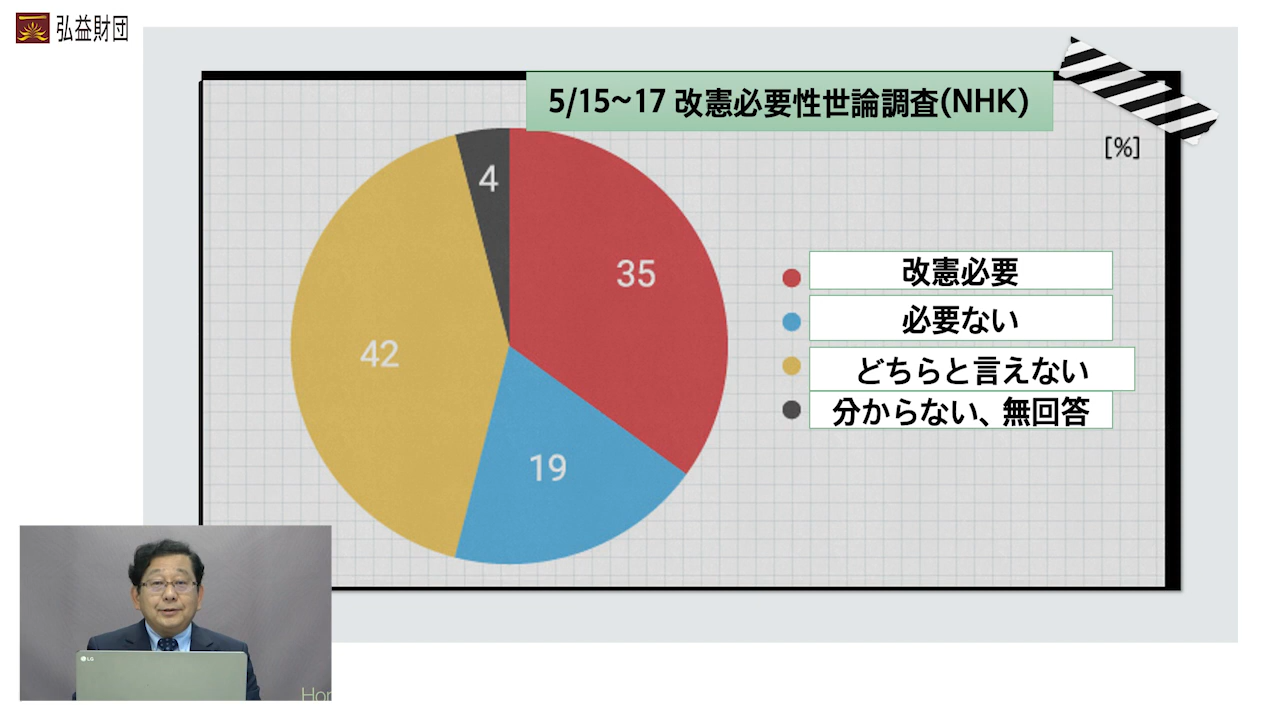 弘益財団
5/15~17 改憲必要性世論調査(NHK)
[%]
4
35
42
19
改憲必要
必要ない
どちらと言えない
分からない、無回答
LG
Hor